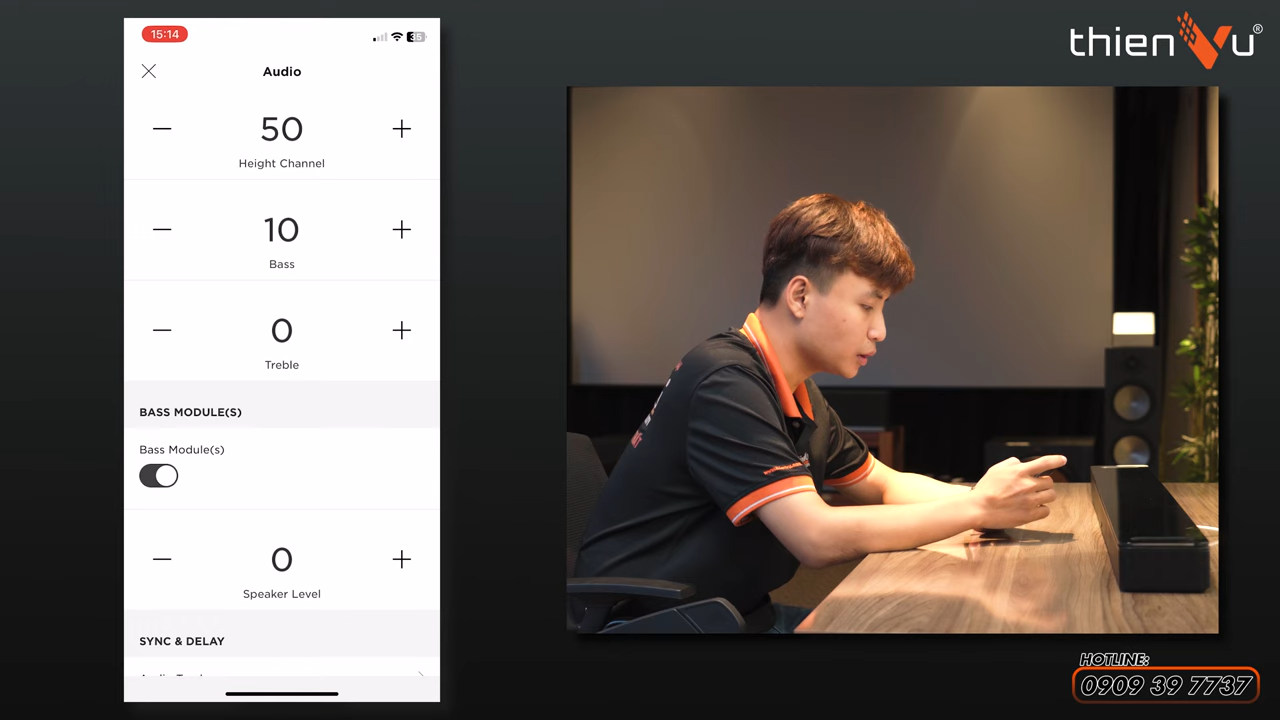 15:14
35
Audio
50
Height Channel
10
Bass
0
Treble
BASS MODULE(S)
Bass Module(s)
0
Speaker Level
SYNC & DELAY
thienVu®
HOTLINE:
0909 39 7737